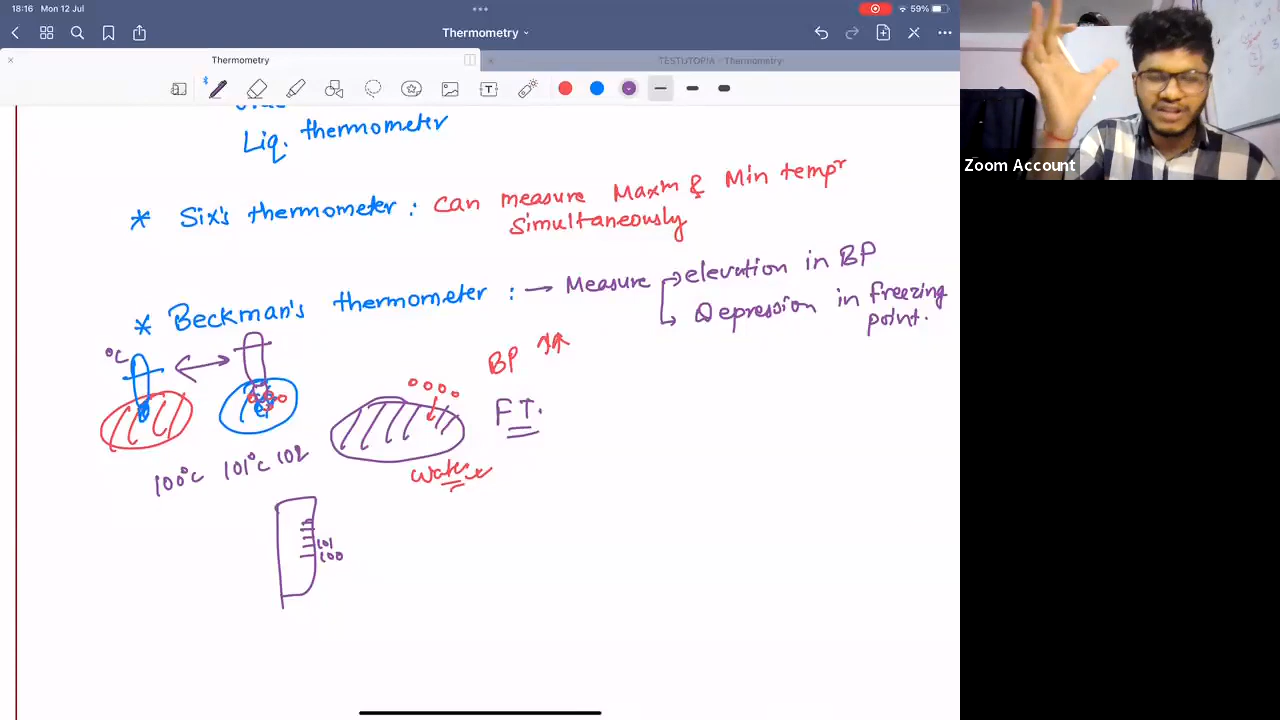 18:16 Mon 12 Jul
59%
Thermometry
Thermometry
TESTUTOPIA - Thermometry
Zoom Account
Liq. thermometer
* Six's thermometer : can measure Maxm & Min tempr
simultaneously
* Beckman's thermometer : → Measure → elevation in BP
→ Depression in freezing
point.
°C
BP ↑↑
F T.
100°C 101°C 102
water
101
100